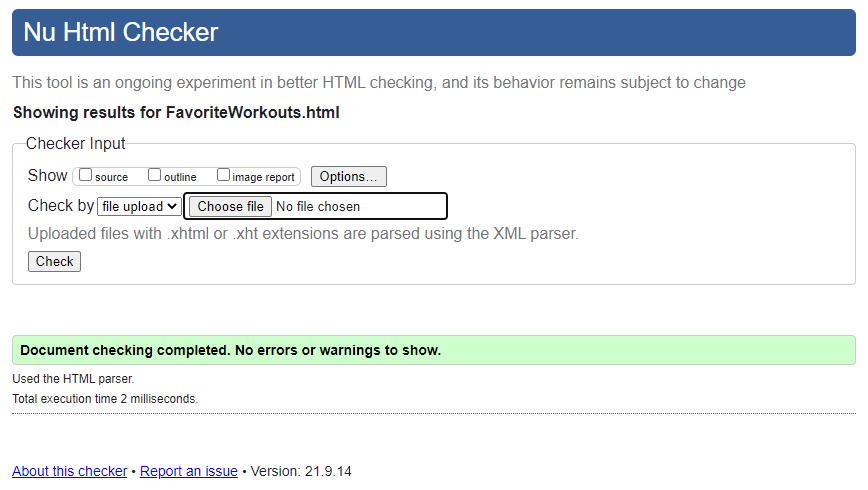 Nu Html Checker
This tool is an ongoing experiment in better HTML checking, and its behavior remains subject to change
Showing results for FavoriteWorkouts.html
Checker Input
Show source outline image report Options...
Check by file upload Choose file No file chosen
Uploaded files with .xhtml or .xht extensions are parsed using the XML parser.
Check
Document checking completed. No errors or warnings to show.
Used the HTML parser.
Total execution time 2 milliseconds.
About this checker • Report an issue • Version: 21.9.14